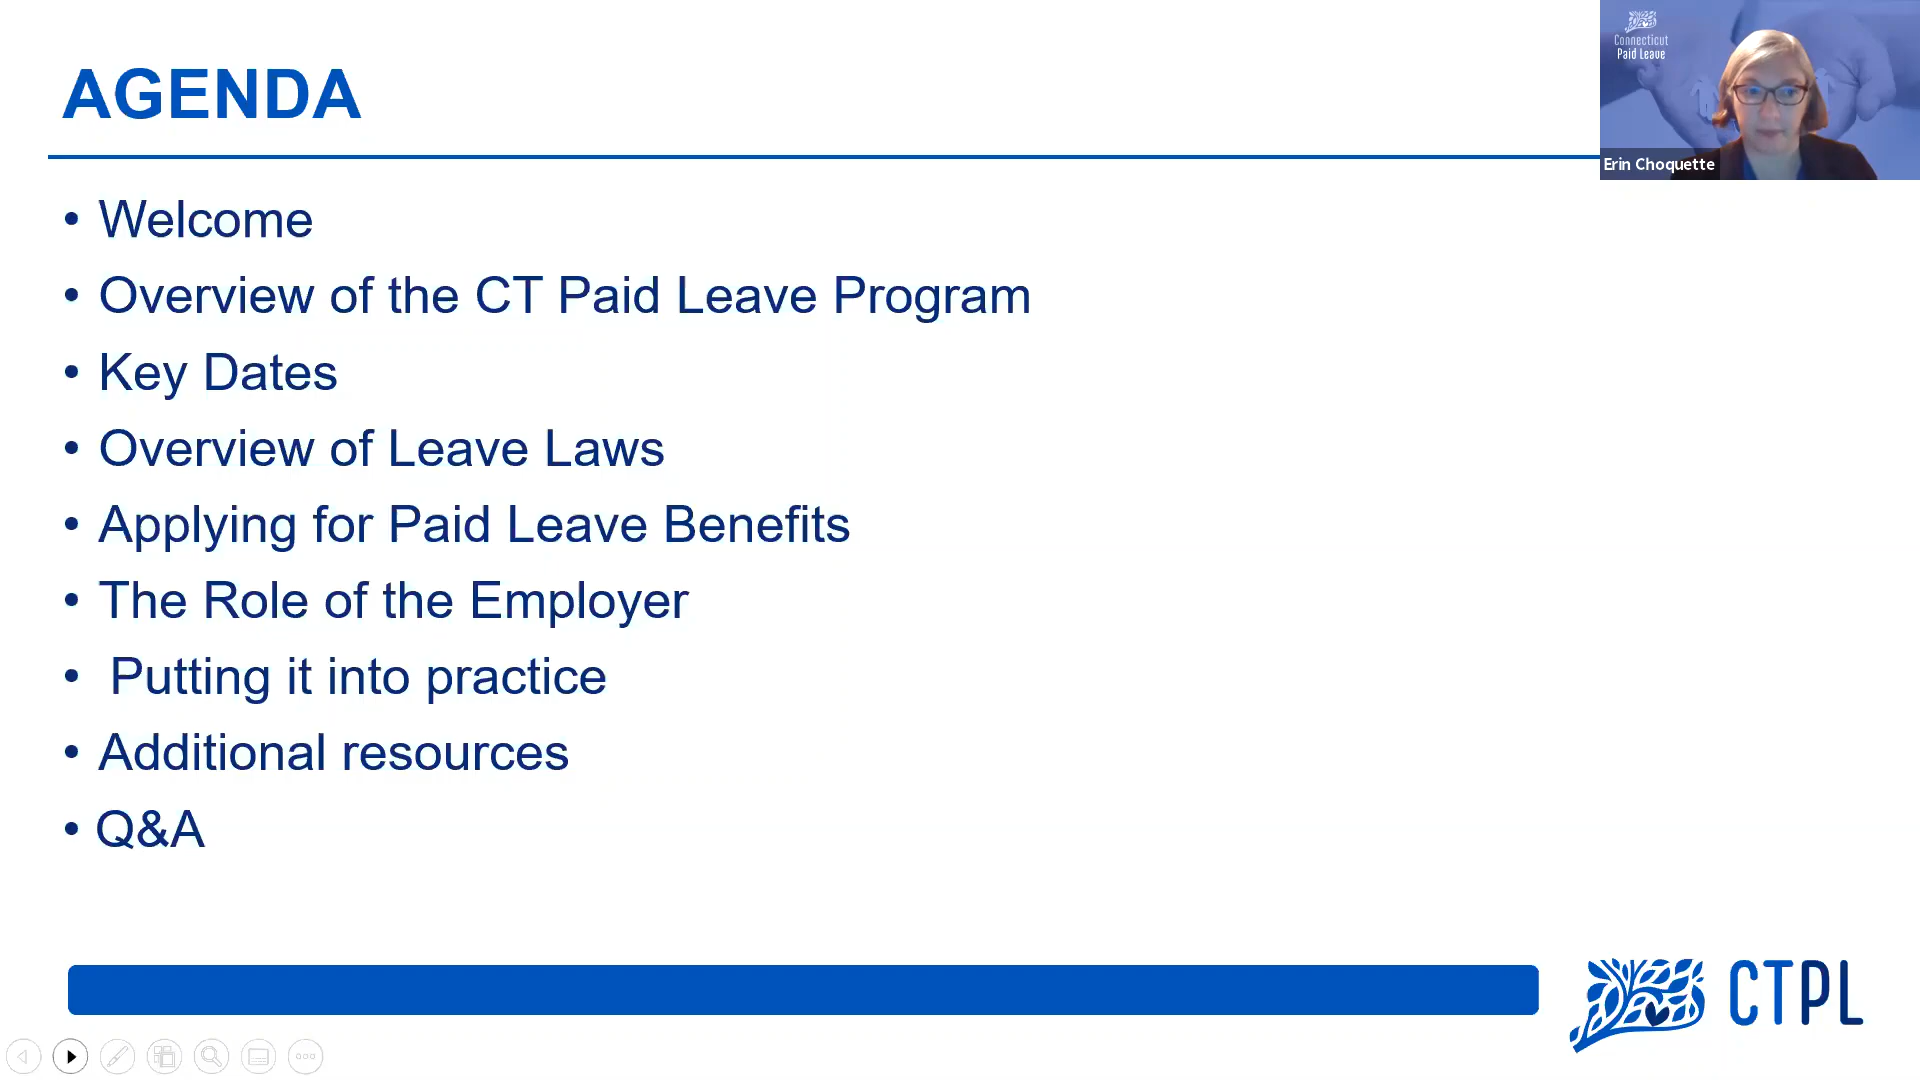 AGENDA
Connecticut
Paid Leave
Erin Choquette
• Welcome
• Overview of the CT Paid Leave Program
• Key Dates
• Overview of Leave Laws
• Applying for Paid Leave Benefits
• The Role of the Employer
• Putting it into practice
• Additional resources
• Q&A
CTPL